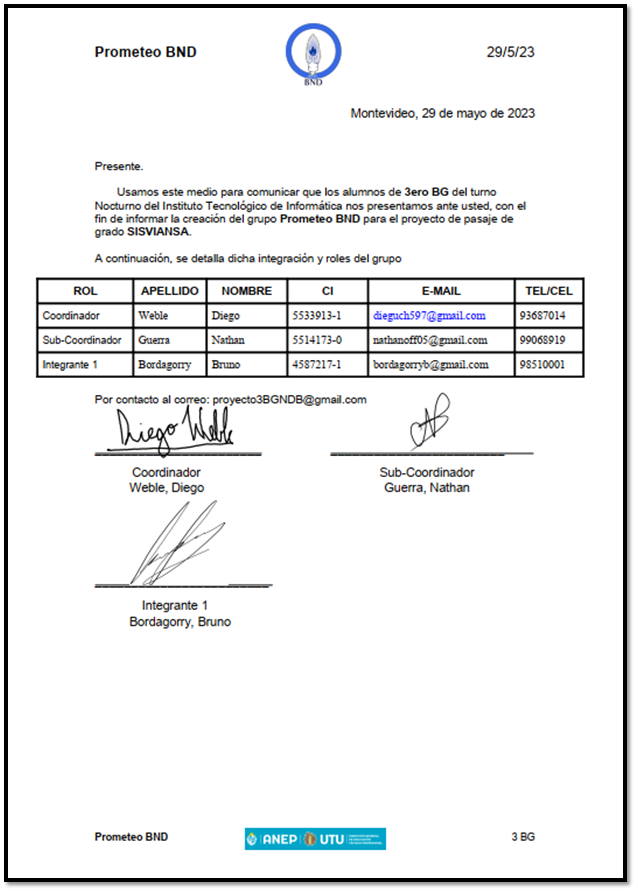 Prometeo BND
29/5/23
BND
Montevideo, 29 de mayo de 2023
Presente.
Usamos este medio para comunicar que los alumnos de 3ero BG del turno
Nocturno del Instituto Tecnológico de Informática nos presentamos ante usted, con el
fin de informar la creación del grupo Prometeo BND para el proyecto de pasaje de
grado SISVIANSA.
A continuación, se detalla dicha integración y roles del grupo
ROL APELLIDO NOMBRE CI E-MAIL TEL/CEL
Coordinador Weble Diego 5533913-1 dieguch597@gmail.com 93687014
Sub-Coordinador Guerra Nathan 5514173-0 nathanoff05@gmail.com 99068919
Integrante 1 Bordagorry Bruno 4587217-1 bordagorryb@gmail.com 98510001
Por contacto al correo: proyecto3BGNDB@gmail.com
Diego Weble
Coordinador
Weble, Diego
Sub-Coordinador
Guerra, Nathan
Integrante 1
Bordagorry, Bruno
Prometeo BND
ANEP UTU
3 BG